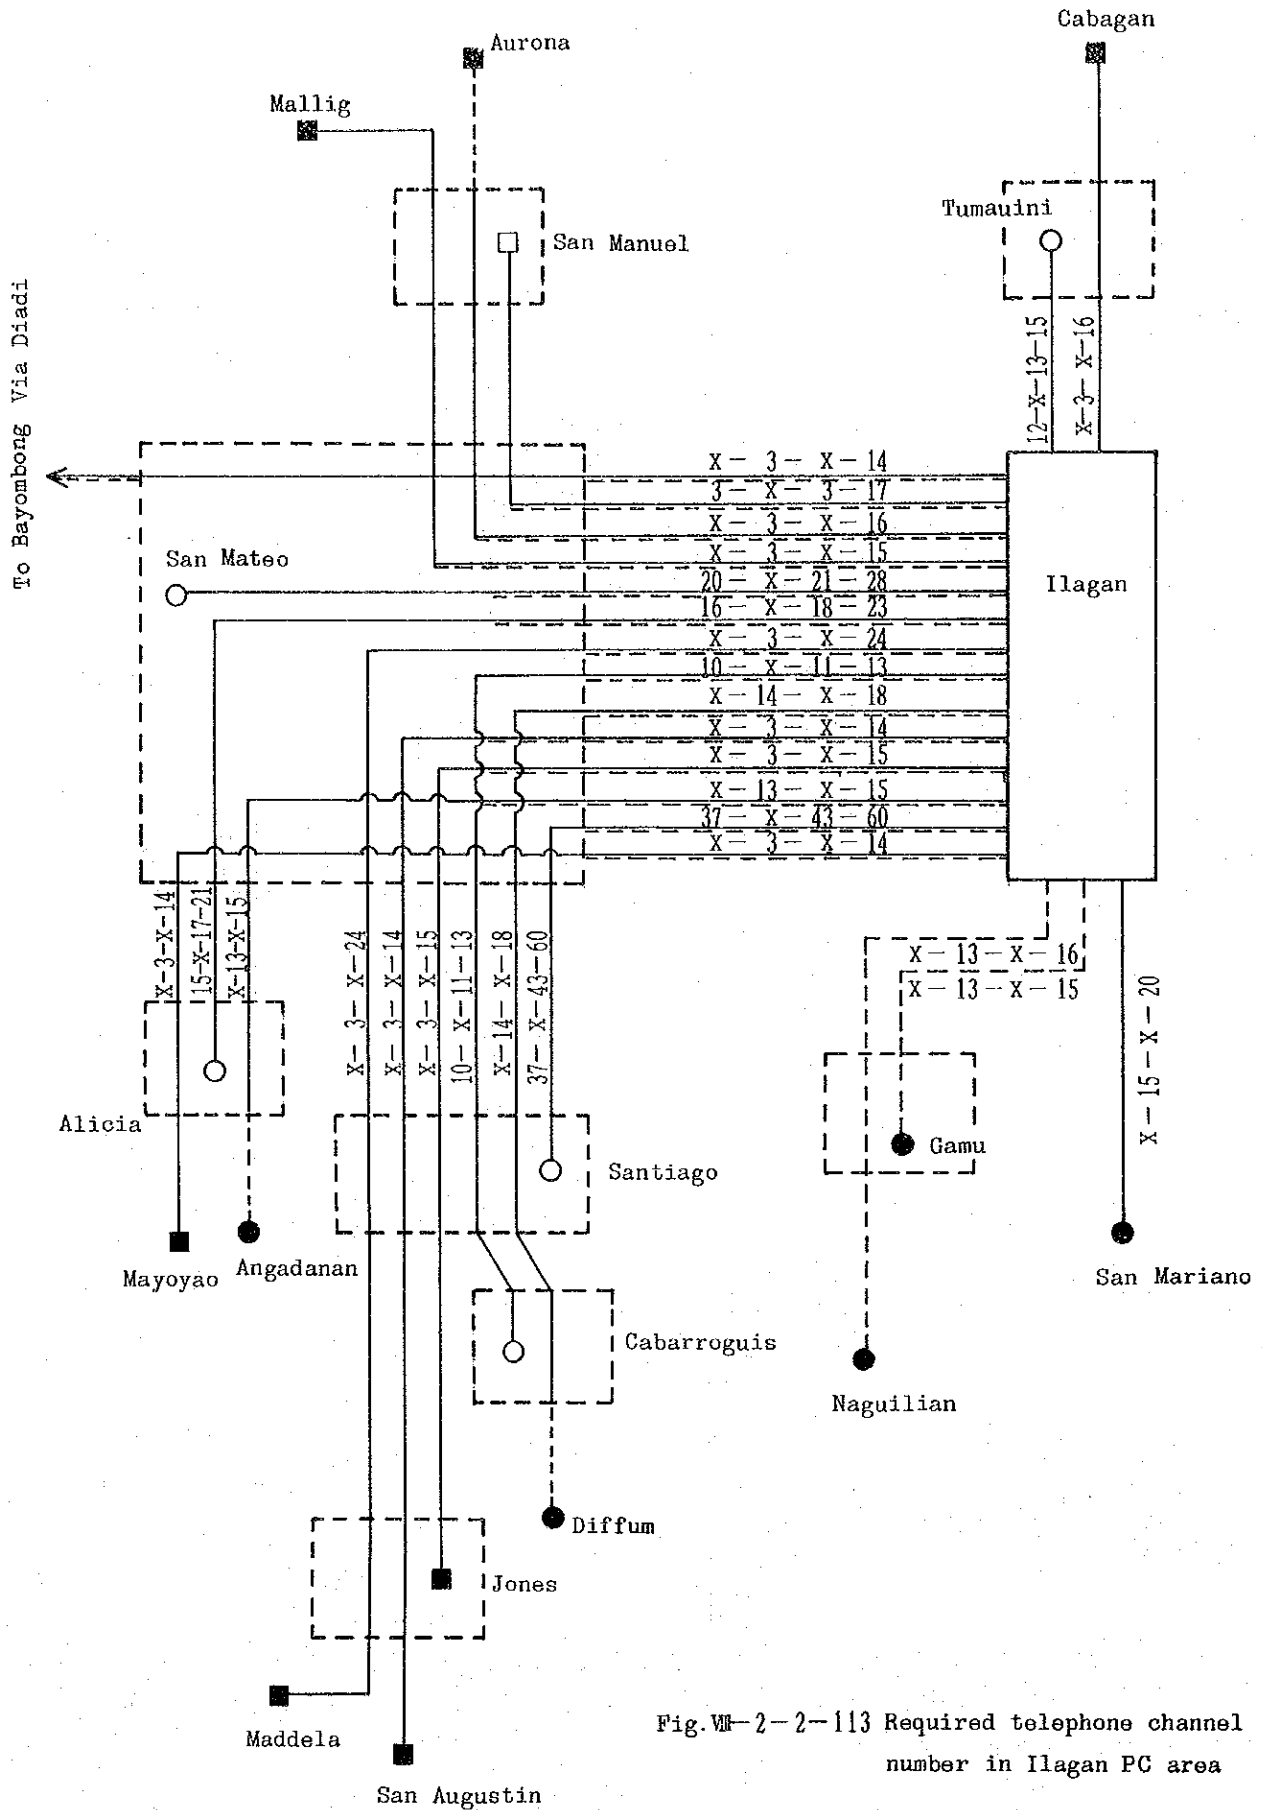 Cabagan
Aurona
Mallig
Tumauini
San Manuel
To Bayombong Via Diadi
12-X-13-15
X-3-X-16
X-3-X-14
3-X-3-17
X-3-X-16
X-3-X-15
20-X-21-28
16-X-18-23
X-3-X-24
10-X-11-13
X-14-X-18
X-3-X-14
X-3-X-15
X-13-X-15
37-X-43-60
X-3-X-14
San Mateo
Ilagan
X-3-X-14
15-X-17-21
X-13-X-15
X-3-X-24
X-3-X-14
X-3-X-15
10-X-11-13
X-14-X-18
37-X-43-60
X-13-X-16
X-13-X-15
X-15-X-20
Alicia
Gamu
Santiago
Mayoyao
Angadanan
San Mariano
Cabarroguis
Naguilian
Diffum
Jones
Maddela
San Augustin
Fig.Ⅷ-2-2-113 Required telephone channel
number in Ilagan PC area